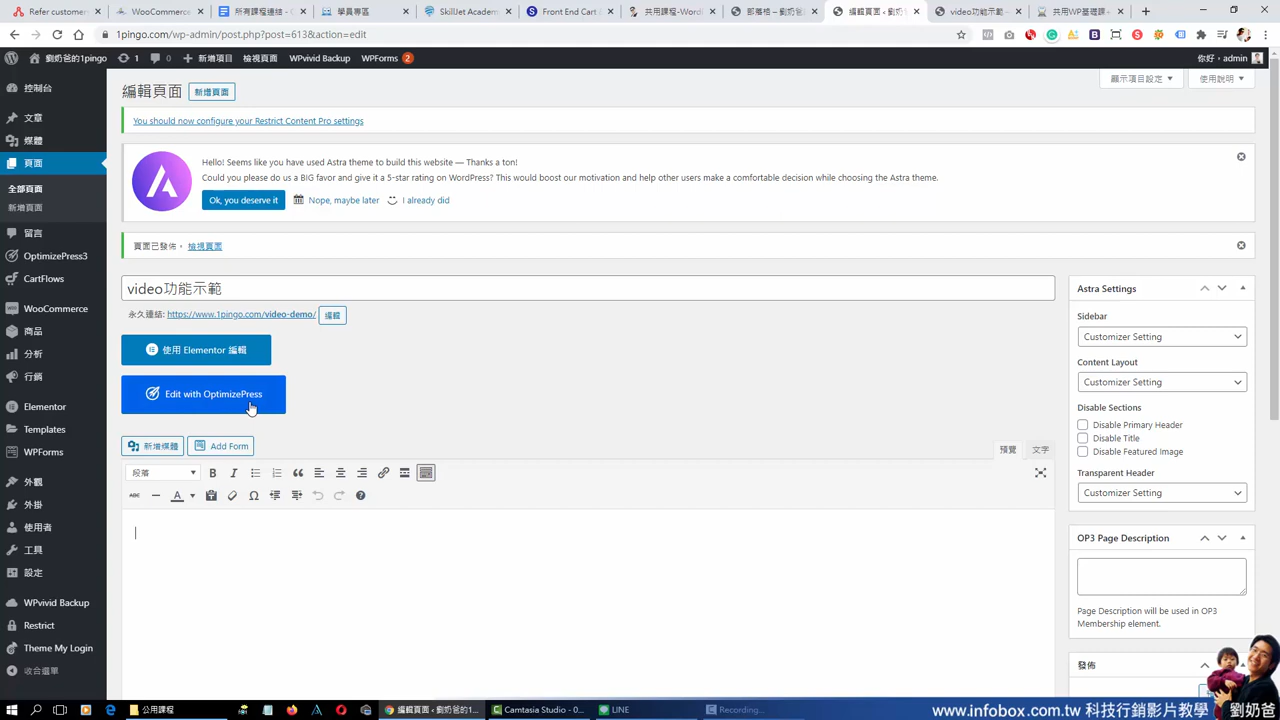 Refer custome
WooCommerce
所有課程連結 -
學員專區
SkillJet Academ
Front End Cart
共用課程-Wordl
部落格 – 劉奶爸
編輯頁面 ‹ 劉奶
video功能示範 -
共用WP基礎課+
1pingo.com/wp-admin/post.php?post=613&action=edit
劉奶爸的1pingo
1
0
新增項目
檢視頁面
WPvivid Backup
WPForms
2
你好，admin
控制台
文章
媒體
頁面
全部頁面
新增頁面
留言
OptimizePress3
CartFlows
WooCommerce
商品
分析
行銷
Elementor
Templates
WPForms
外觀
外掛
使用者
工具
設定
WPvivid Backup
Restrict
Theme My Login
收合選單
顯示項目設定
使用說明
編輯頁面
新增頁面
You should now configure your Restrict Content Pro settings
Hello! Seems like you have used Astra theme to build this website — Thanks a ton!
Could you please do us a BIG favor and give it a 5-star rating on WordPress? This would boost our motivation and help other users make a comfortable decision while choosing the Astra theme.
Ok, you deserve it
Nope, maybe later
I already did
頁面已發佈。 檢視頁面
video功能示範
永久連結: https://www.1pingo.com/video-demo/
編輯
使用 Elementor 編輯
Edit with OptimizePress
新增媒體
Add Form
預覽
文字
段落
Astra Settings
Sidebar
Customizer Setting
Content Layout
Customizer Setting
Disable Sections
Disable Primary Header
Disable Title
Disable Featured Image
Transparent Header
Customizer Setting
OP3 Page Description
Page Description will be used in OP3
Membership element.
發佈
公用課程
編輯頁面 ‹ 劉奶爸的1...
Camtasia Studio - 0...
LINE
Recording...
www.infobox.com.tw 科技行銷影片教學
劉奶爸